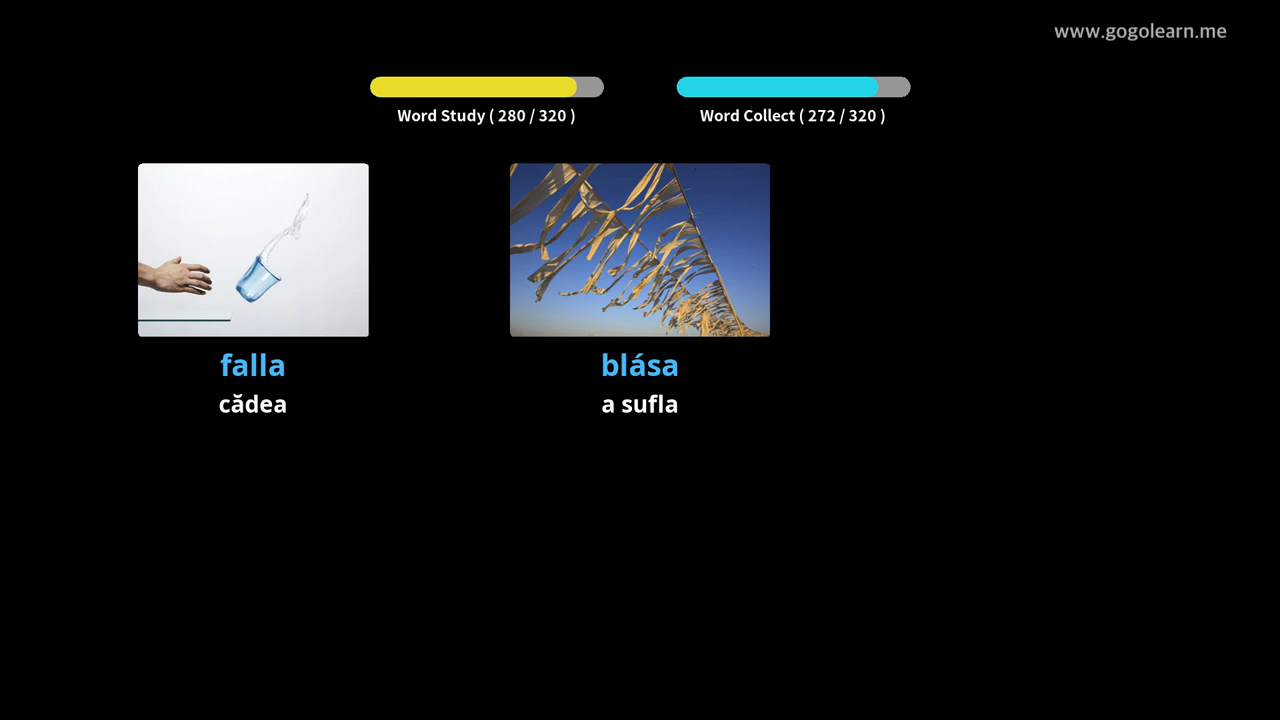 www.gogolearn.me
Word Study ( 280 / 320 )
Word Collect ( 272 / 320 )
falla
cădea
blása
a sufla